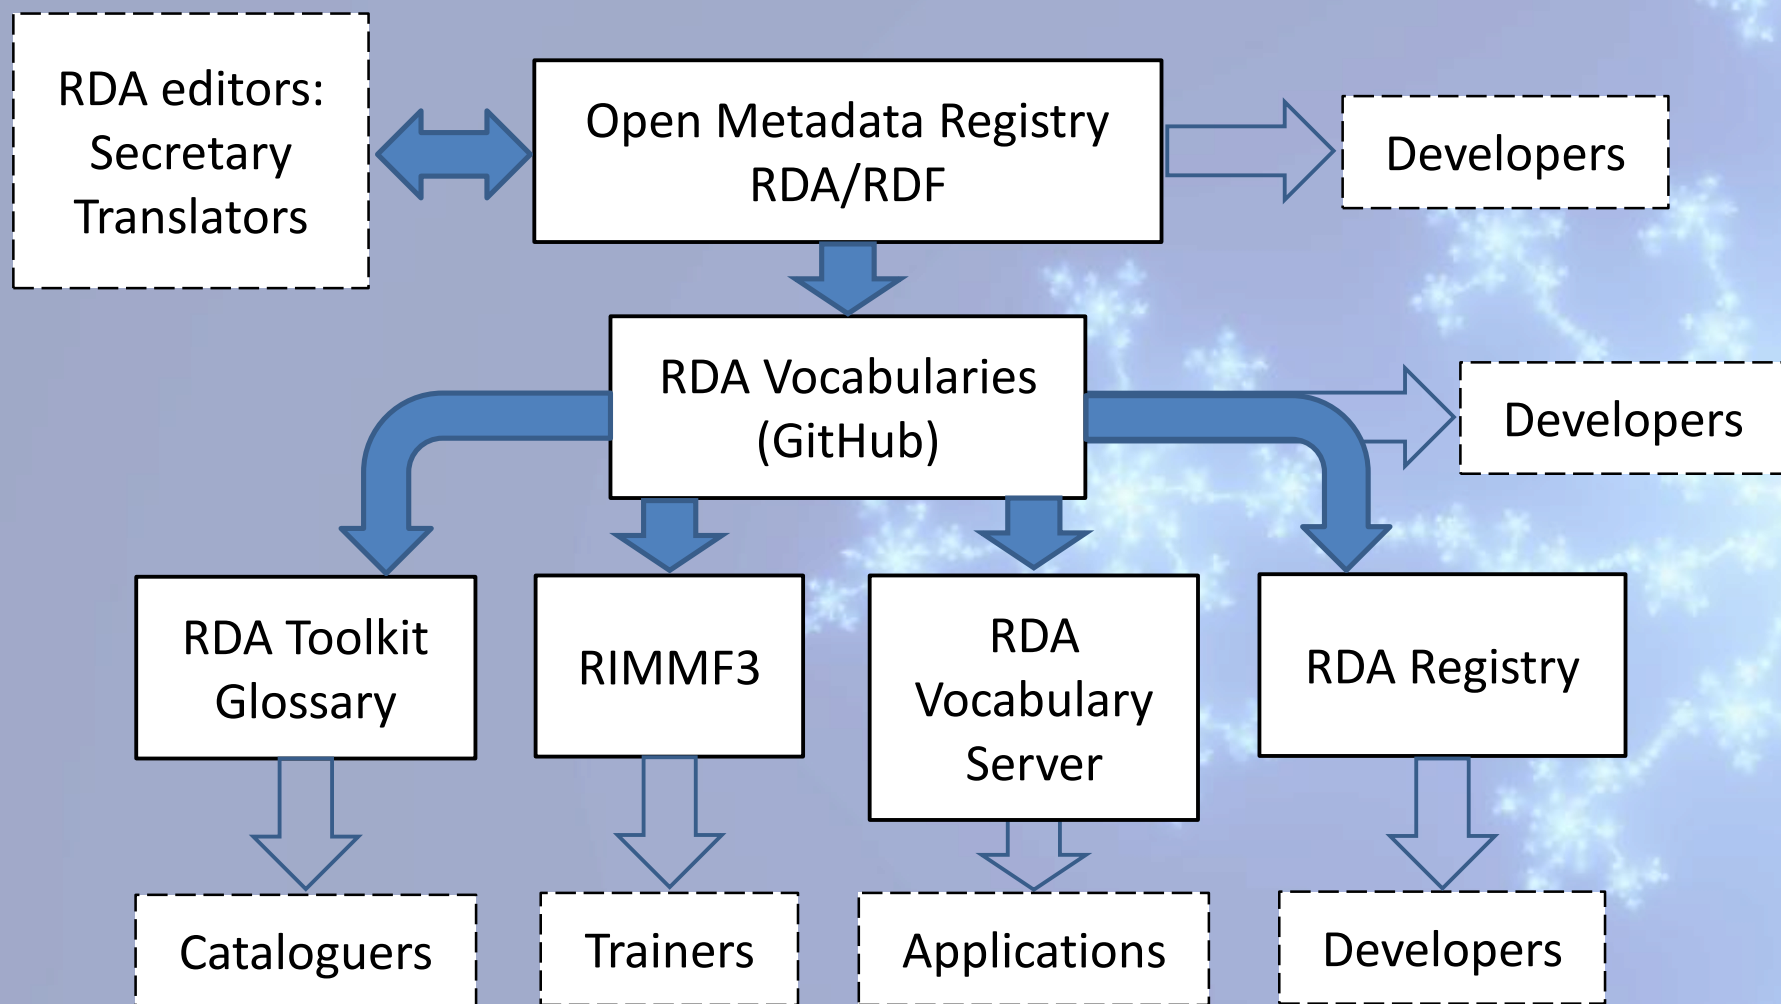 RDA editors:
Secretary
Translators
Open Metadata Registry
RDA/RDF
Developers
RDA Vocabularies
(GitHub)
Developers
RDA Toolkit
Glossary
RIMMF3
RDA
Vocabulary
Server
RDA Registry
Cataloguers
Trainers
Applications
Developers